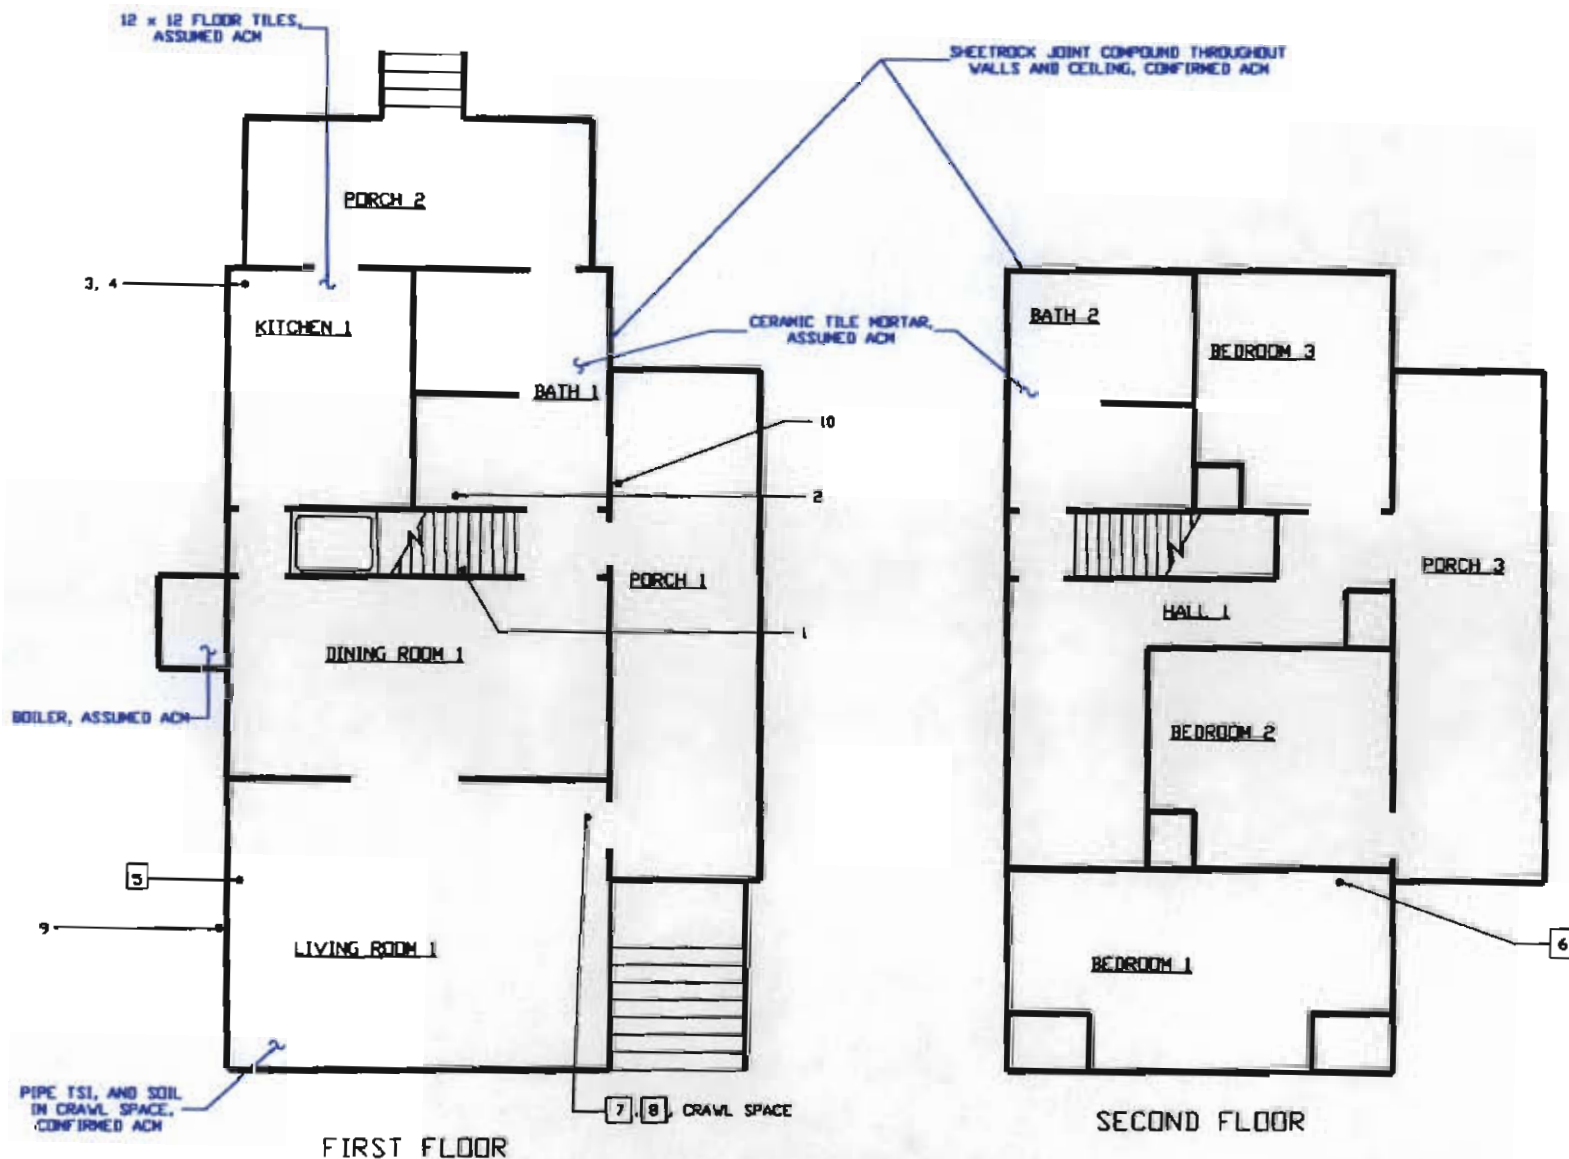 12 x 12 FLOOR TILES,
ASSUMED ACM
SHEETROCK JOINT COMPOUND THROUGHOUT
WALLS AND CEILING, CONFIRMED ACM
PORCH 2
3, 4
KITCHEN 1
CERAMIC TILE MORTAR,
ASSUMED ACM
BATH 1
10
2
PORCH 1
1
DINING ROOM 1
BOILER, ASSUMED ACM
5
9
LIVING ROOM 1
PIPE TSI, AND SOIL
IN CRAWL SPACE,
CONFIRMED ACM
7, 8, CRAWL SPACE
FIRST FLOOR
BATH 2
BEDROOM 3
PORCH 3
HALL 1
BEDROOM 2
6
BEDROOM 1
SECOND FLOOR